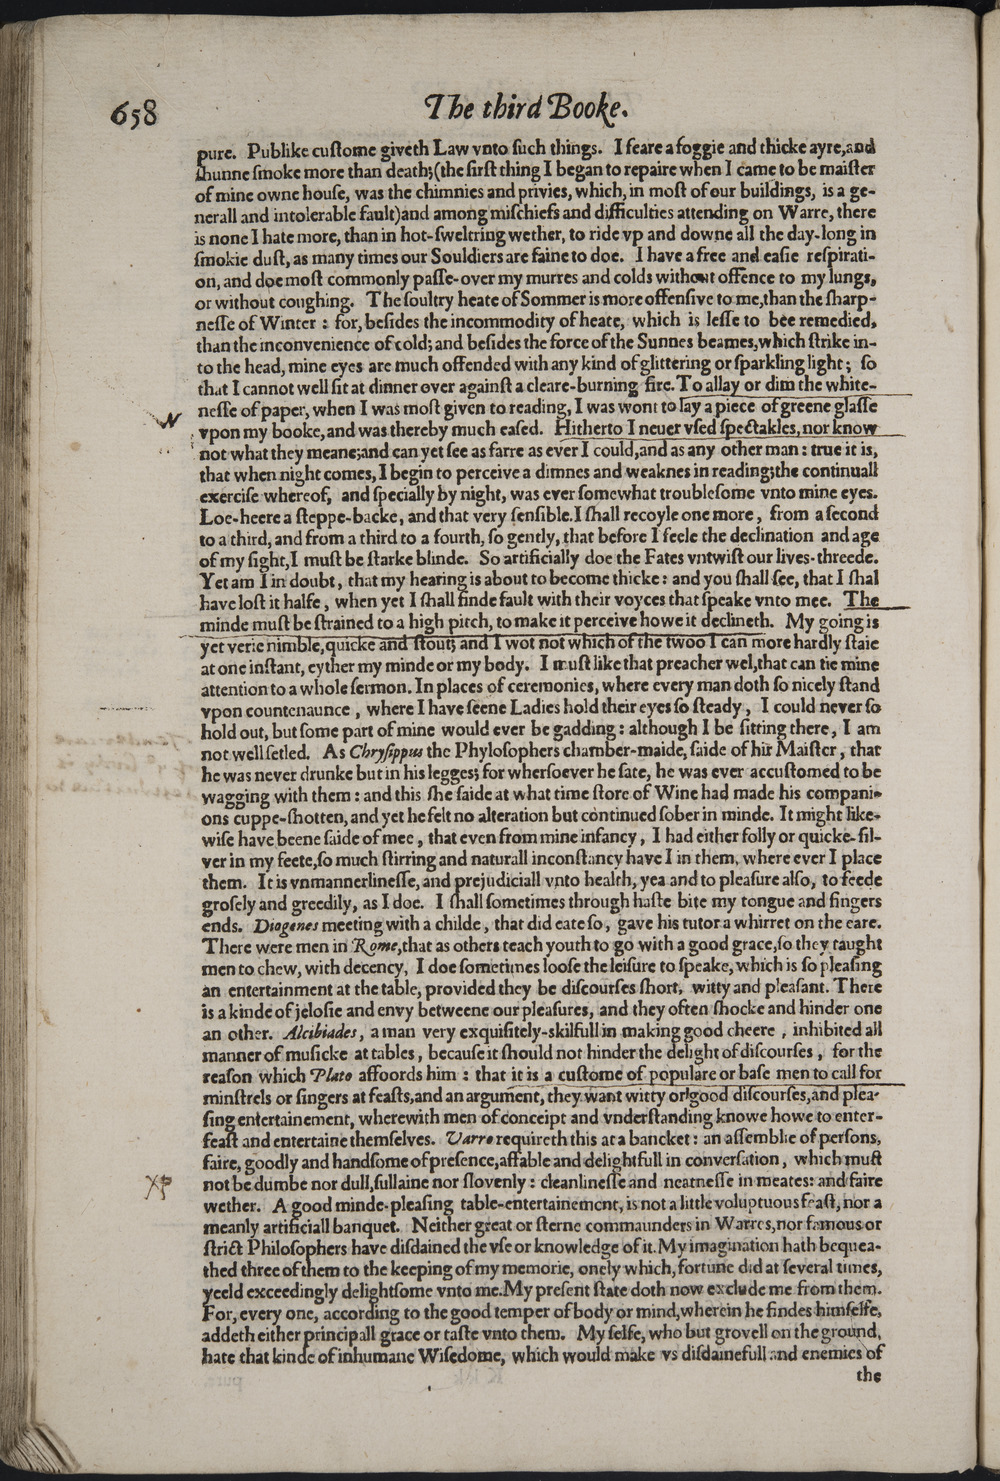 658
The third Booke.
pure. Publike cuſtome giveth Law vnto ſuch things. I feare a foggie and thicke ayre, and
ſhunne ſmoke more than death; (the firſt thing I began to repaire when I came to be maiſter
of mine owne houſe, was the chimnies and privies, which, in moſt of our buildings, is a ge-
nerall and intolerable fault) and among miſchiefs and difficulties attending on Warre, there
is none I hate more, than in hot-ſweltring wether, to ride vp and downe all the day-long in
ſmokie duſt, as many times our Souldiers are faine to doe. I have a free and eaſie reſpirati-
on, and doe moſt commonly paſſe-over my murres and colds without offence to my lungs,
or without coughing. The ſoultry heate of Sommer is more offenſive to me, than the ſharp-
neſſe of Winter : for, beſides the incommodity of heate, which is leſſe to bee remedied,
than the inconvenience of cold; and beſides the force of the Sunnes beames, which ſtrike in-
to the head, mine eyes are much offended with any kind of glittering or ſparkling light; ſo
that I cannot well ſit at dinner over againſt a cleare-burning fire. To allay or dim the white-
neſſe of paper, when I was moſt given to reading, I was wont to lay a piece of greene glaſſe
vpon my booke, and was thereby much eaſed. Hitherto I neuer vſed ſpectakles, nor know
not what they meane; and can yet ſee as farre as ever I could, and as any other man : true it is,
that when night comes, I begin to perceive a dimnes and weaknes in reading; the continuall
exerciſe whereof, and ſpecially by night, was ever ſomewhat troubleſome vnto mine eyes.
Loe-heere a ſteppe-backe, and that very ſenſible. I ſhall recoyle one more, from a ſecond
to a third, and from a third to a fourth, ſo gently, that before I feele the declination and age
of my ſight, I muſt be ſtarke blinde. So artificially doe the Fates vntwiſt our lives-threede.
Yet am I in doubt, that my hearing is about to become thicke : and you ſhall ſee, that I ſhal
have loſt it halfe, when yet I ſhall finde fault with their voyces that ſpeake vnto mee. The
minde muſt be ſtrained to a high pitch, to make it perceive howe it declineth. My going is
yet verie nimble, quicke and ſtout; and I wot not which of the twoo I can more hardly ſtaie
at one inſtant, eyther my minde or my body. I muſt like that preacher wel, that can tie mine
attention to a whole ſermon. In places of ceremonies, where every man doth ſo nicely ſtand
vpon countenaunce, where I have ſeene Ladies hold their eyes ſo ſteady, I could never ſo
hold out, but ſome part of mine would ever be gadding : although I be ſitting there, I am
not well ſetled. As Chryſippus the Phyloſophers chamber-maide, ſaide of hir Maiſter, that
he was never drunke but in his legges; for wherſoever he ſate, he was ever accuſtomed to be
wagging with them : and this ſhe ſaide at what time ſtore of Wine had made his compani-
ons cuppe-ſhotten, and yet he felt no alteration but continued ſober in minde. It might like-
wiſe have beene ſaide of mee, that even from mine infancy, I had either folly or quicke-ſil-
ver in my feete, ſo much ſtirring and naturall inconſtancy have I in them, where ever I place
them. It is vnmannerlineſſe, and prejudiciall vnto health, yea and to pleaſure alſo, to feede
groſely and greedily, as I doe. I ſhall ſometimes through haſte bite my tongue and fingers
ends. Diogenes meeting with a childe, that did eate ſo, gave his tutor a whirret on the eare.
There were men in Rome, that as others teach youth to go with a good grace, ſo they taught
men to chew, with decency, I doe ſometimes looſe the leiſure to ſpeake, which is ſo pleaſing
an entertainment at the table, provided they be diſcourſes ſhort, witty and pleaſant. There
is a kinde of jeloſie and envy betweene our pleaſures, and they often ſhocke and hinder one
an other. Alcibiades, a man very exquiſitely-skilfull in making good cheere, inhibited all
manner of muſicke at tables, becauſe it ſhould not hinder the delight of diſcourſes, for the
reaſon which Plato affoords him : that it is a cuſtome of populare or baſe men to call for
minſtrels or ſingers at feaſts, and an argument, they want witty or good diſcourſes, and plea-
ſing entertainement, wherewith men of conceipt and vnderſtanding knowe howe to enter-
feaſt and entertaine themſelves. Varro requireth this at a bancket : an aſſemblie of perſons,
faire, goodly and handſome of preſence, affable and delightfull in converſation, which muſt
not be dumbe nor dull, ſullaine nor ſlovenly : cleanlineſſe and neatneſſe in meates : and faire
wether. A good minde-pleaſing table-entertainement, is not a little voluptuous feaſt, nor a
meanly artificiall banquet. Neither great or ſterne commaunders in Warres, nor famous or
ſtrict Philoſophers have diſdained the vſe or knowledge of it. My imagination hath bequea-
thed three of them to the keeping of my memorie, onely which, fortune did at ſeveral times,
yeeld exceedingly delightſome vnto me. My preſent ſtate doth now exclude me from them.
For, every one, according to the good temper of body or mind, wherein he findes himſelfe,
addeth either principall grace or taſte vnto them. My ſelfe, who but grovell on the ground,
hate that kinde of inhumane Wiſedome, which would make vs diſdainefull and enemies of
the